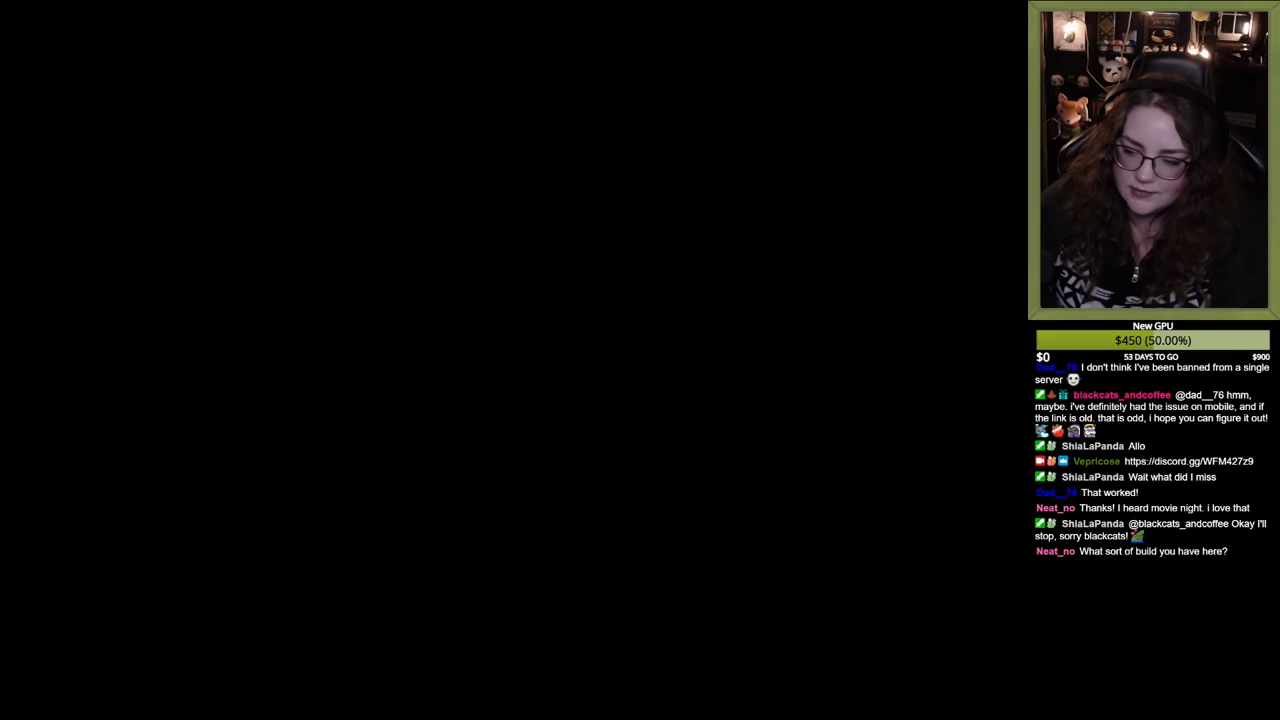 New GPU
$450 (50.00%)
$0 53 DAYS TO GO $900
Dad__76 I don't think I've been banned from a single
server
blackcats_andcoffee @dad__76 hmm,
maybe. i've definitely had the issue on mobile, and if
the link is old. that is odd, i hope you can figure it out!
ShiaLaPanda Allo
Vepricose https://discord.gg/WFM427z9
ShiaLaPanda Wait what did I miss
Dad__76 That worked!
Neat_no Thanks! I heard movie night. i love that
ShiaLaPanda @blackcats_andcoffee Okay I'll
stop, sorry blackcats!
Neat_no What sort of build you have here?